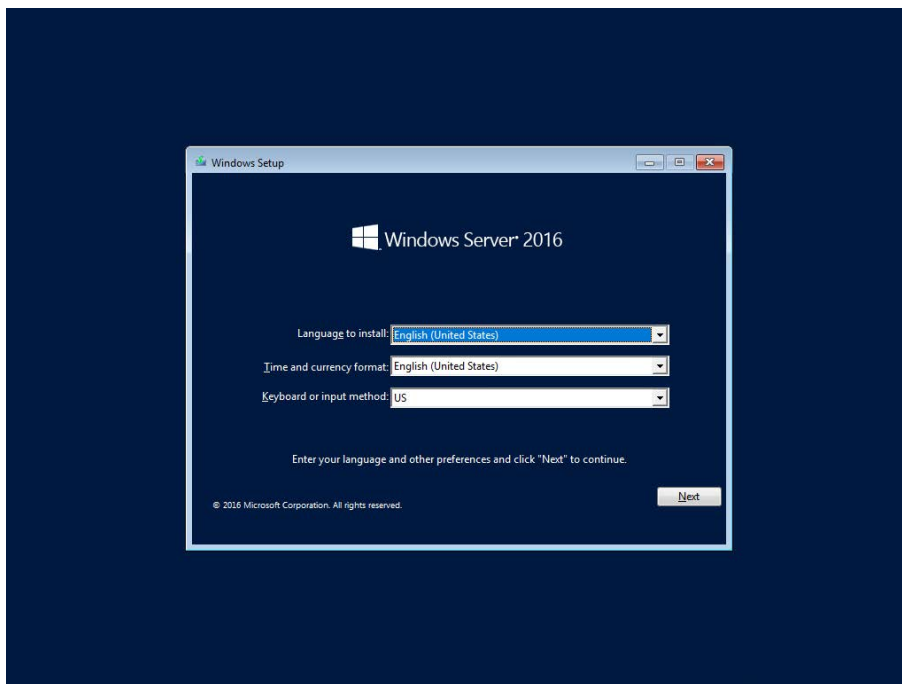 Windows Setup
Windows Server 2016
Language to install: English (United States)
Time and currency format: English (United States)
Keyboard or input method: US
Enter your language and other preferences and click "Next" to continue.
Next
© 2016 Microsoft Corporation. All rights reserved.